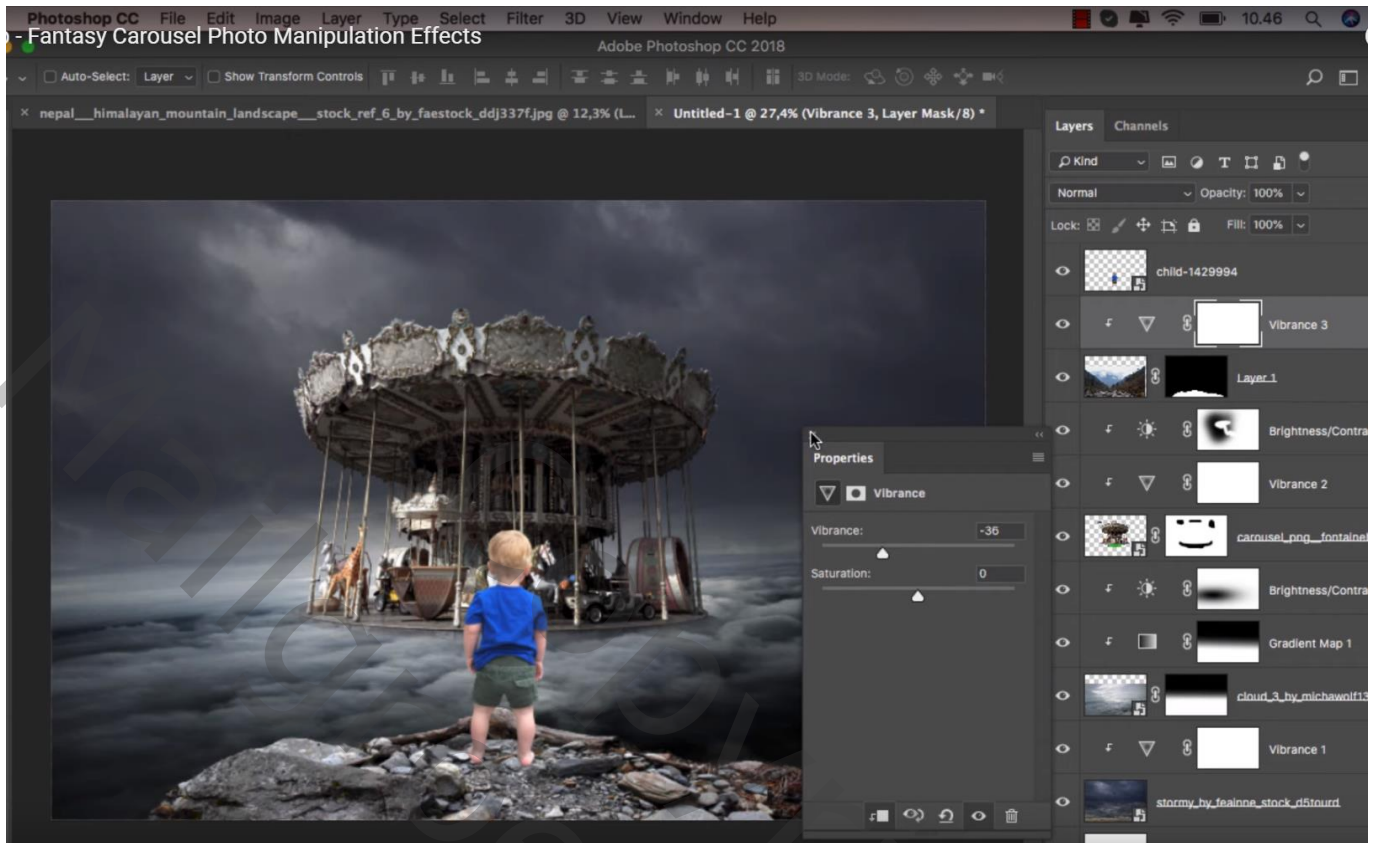 Photoshop CC File Edit Image Layer Type Select Filter 3D View Window Help 10.46
- Fantasy Carousel Photo Manipulation Effects
Adobe Photoshop CC 2018
Auto-Select: Layer Show Transform Controls 3D Mode:
× nepal__himalayan_mountain_landscape__stock_ref_6_by_faestock_ddj337f.jpg @ 12,3% (L... × Untitled-1 @ 27,4% (Vibrance 3, Layer Mask/8) *
Layers Channels
Kind
Normal Opacity: 100%
Lock: Fill: 100%
child-1429994
Vibrance 3
Layer 1
Brightness/Contra
Vibrance 2
carousel_png__fontainel
Brightness/Contra
Gradient Map 1
cloud_3_by_michawolf13
Vibrance 1
stormy_by_feainne_stock_d5tourd
Properties
Vibrance
Vibrance: -36
Saturation: 0